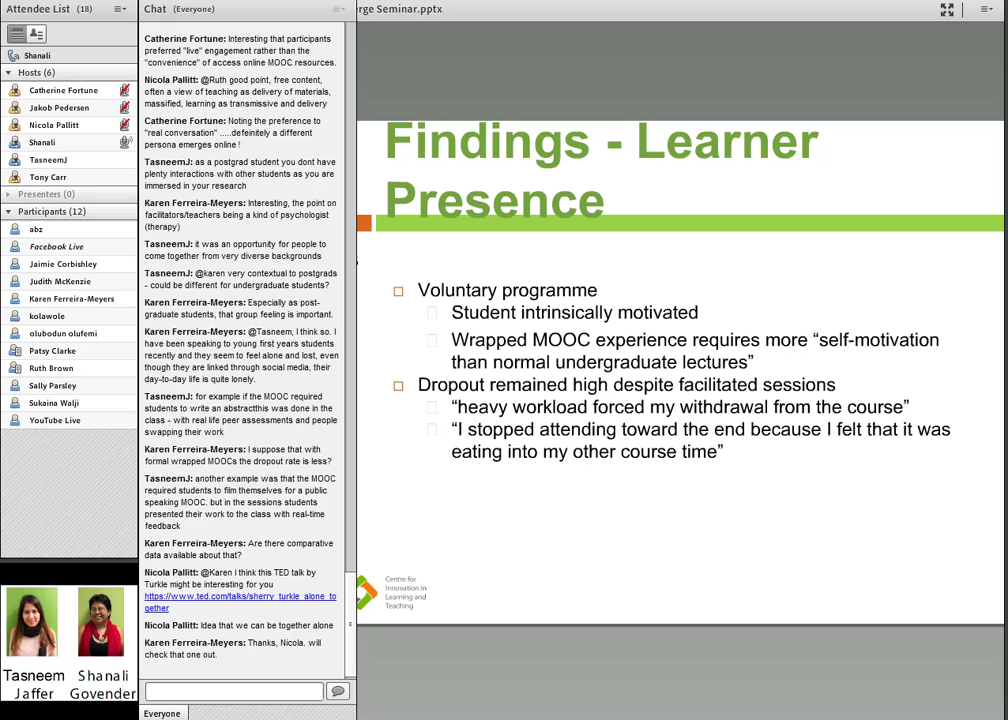 Attendee List (18)
Shanali
Hosts (6)
Catherine Fortune
Jakob Pedersen
Nicola Pallitt
Shanali
TasneemJ
Tony Carr
Presenters (0)
Participants (12)
abz
Facebook Live
Jaimie Corbishley
Judith McKenzie
Karen Ferreira-Meyers
kolawole
olubodun olufemi
Patsy Clarke
Ruth Brown
Sally Parsley
Sukaina Walji
YouTube Live
Tasneem
Jaffer
Shanali
Govender
Chat (Everyone)
Catherine Fortune: Interesting that participants
preferred "live" engagement rather than the
"convenience" of access online MOOC resources.
Nicola Pallitt: @Ruth good point, free content,
often a view of teaching as delivery of materials,
massified, learning as transmissive and delivery
Catherine Fortune: Noting the preference to
"real conversation" .....defeinitely a different
persona emerges online !
TasneemJ: as a postgrad student you dont have
plenty interactions with other students as you are
immersed in your research
Karen Ferreira-Meyers: Interesting, the point on
facilitators/teachers being a kind of psychologist
(therapy)
TasneemJ: it was an opportunity for people to
come together from very diverse backgrounds
TasneemJ: @karen very contextual to postgrads
- could be different for undergraduate students?
Karen Ferreira-Meyers: Especially as post-
graduate students, that group feeling is important.
Karen Ferreira-Meyers: @Tasneem, I think so. I
have been speaking to young first years students
recently and they seem to feel alone and lost, even
though they are linked through social media, their
day-to-day life is quite lonely.
TasneemJ: for example if the MOOC required
students to write an abstractthis was done in the
class - with real life peer assessments and people
swapping their work
Karen Ferreira-Meyers: I suppose that with
formal wrapped MOOCs the dropout rate is less?
TasneemJ: another example was that the MOOC
required students to film themselves for a public
speaking MOOC. but in the sessions students
presented their work to the class with real-time
feedback
Karen Ferreira-Meyers: Are there comparative
data available about that?
Nicola Pallitt: @Karen I think this TED talk by
Turkle might be interesting for you
https://www.ted.com/talks/sherry_turkle_alone_to
gether
Nicola Pallitt: Idea that we can be together alone
Karen Ferreira-Meyers: Thanks, Nicola. will
check that one out.
Everyone
erge Seminar.pptx
Findings - Learner
Presence
Voluntary programme
Student intrinsically motivated
Wrapped MOOC experience requires more “self-motivation
than normal undergraduate lectures”
Dropout remained high despite facilitated sessions
“heavy workload forced my withdrawal from the course”
“I stopped attending toward the end because I felt that it was
eating into my other course time”
Centre for
Innovation in
Learning and
Teaching